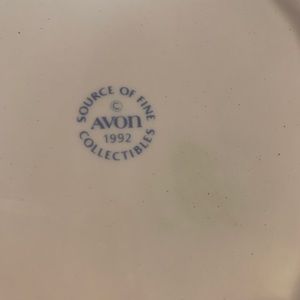 SOURCE OF FINE
©
AVON
1992
COLLECTIBLES